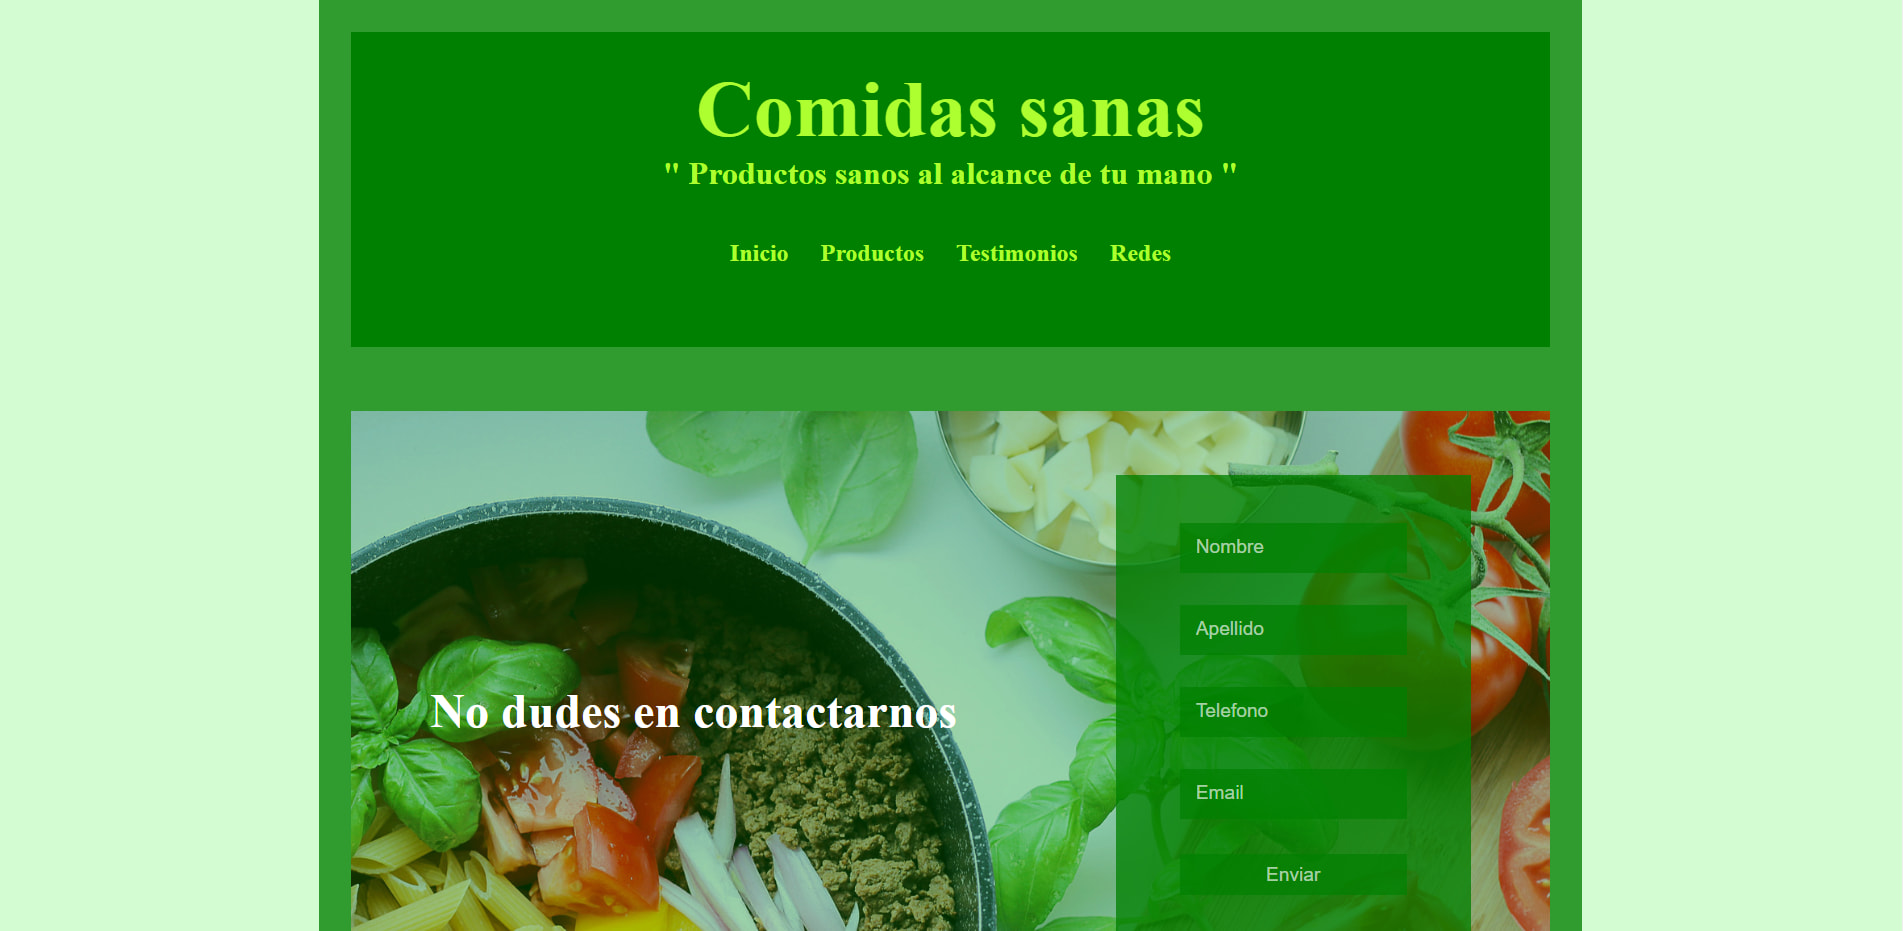 Comidas sanas
" Productos sanos al alcance de tu mano "
Inicio Productos Testimonios Redes
No dudes en contactarnos
Nombre
Apellido
Telefono
Email
Enviar